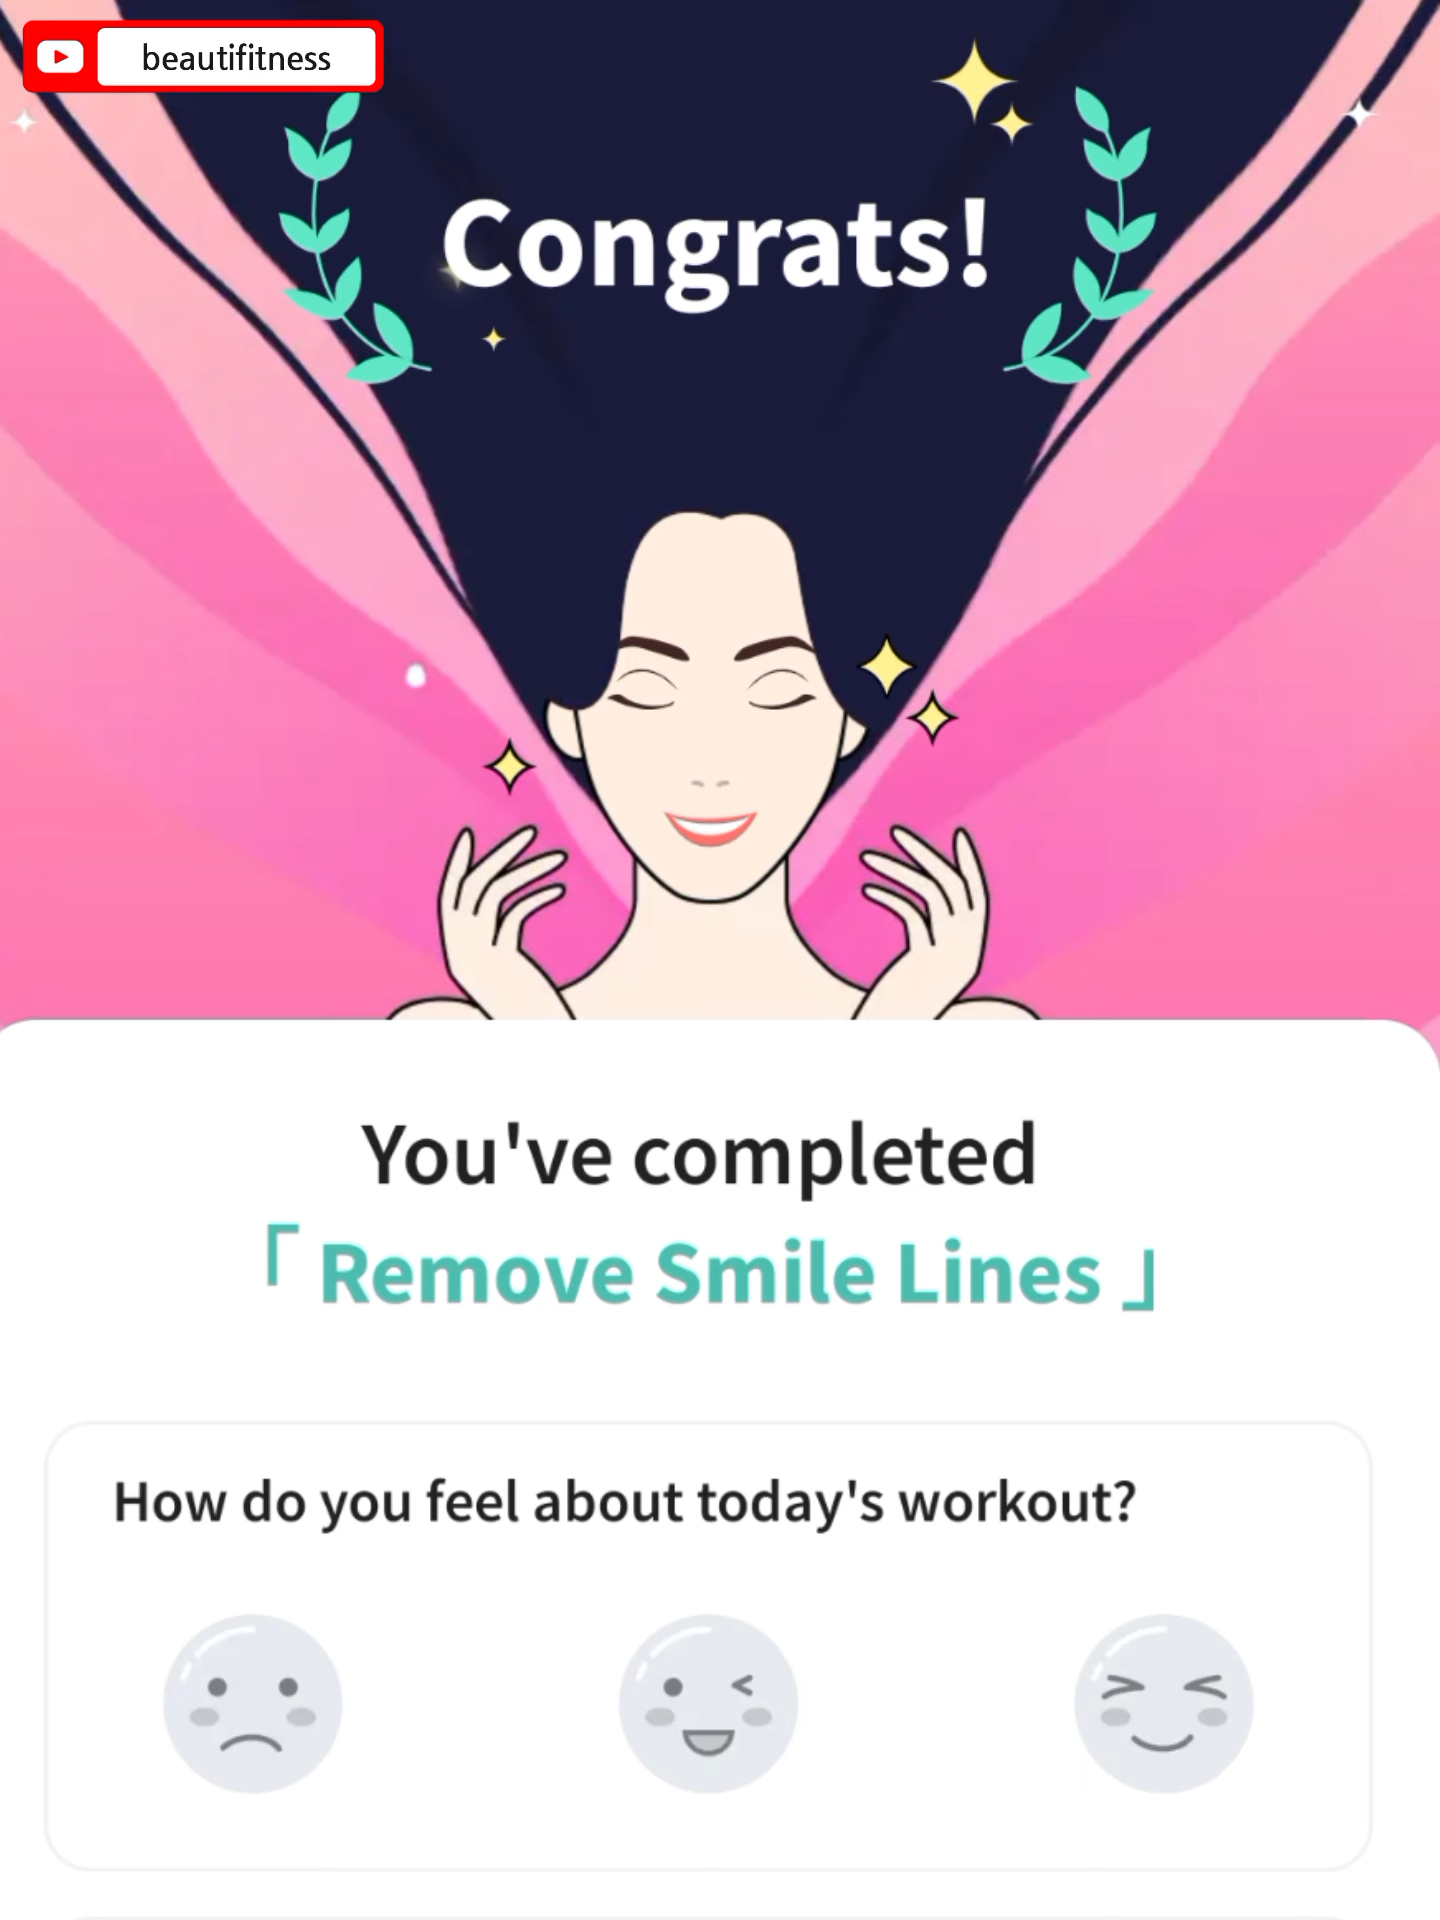 beautifitness
Congrats!
You've completed
「 Remove Smile Lines 」
How do you feel about today's workout?